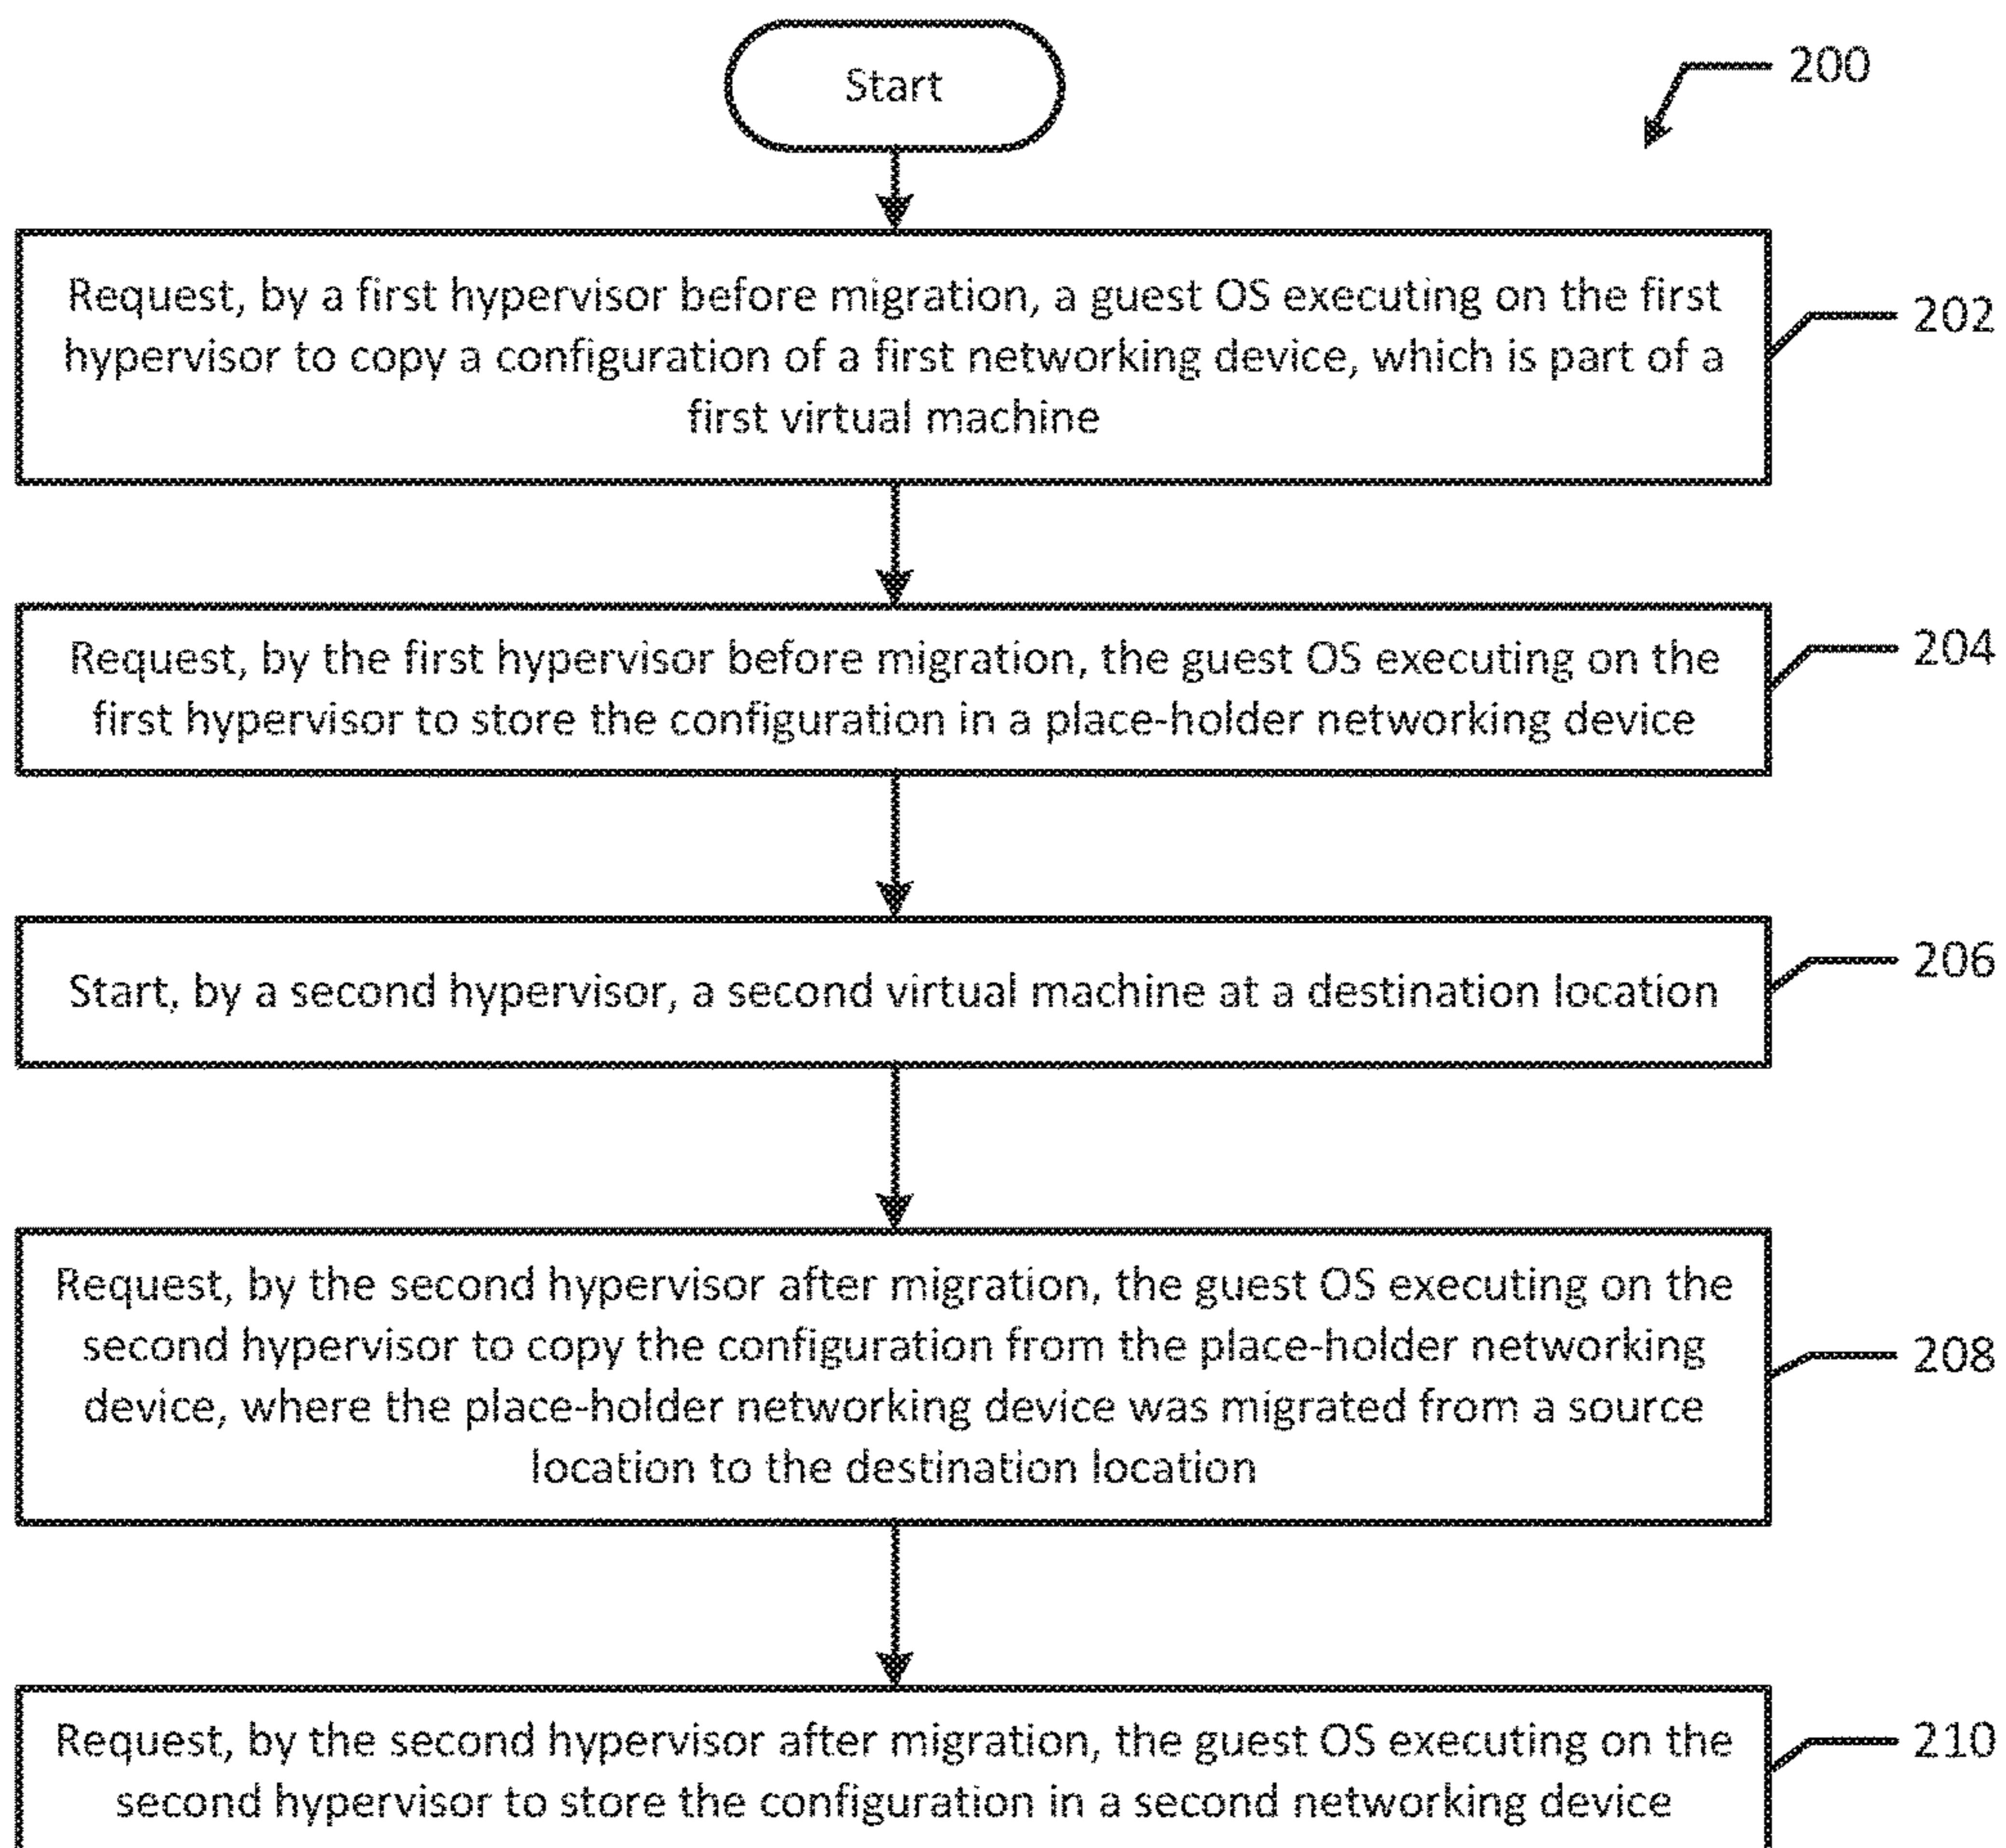 Start
200
Request, by a first hypervisor before migration, a guest OS executing on the first
hypervisor to copy a configuration of a first networking device, which is part of a
first virtual machine
202
Request, by the first hypervisor before migration, the guest OS executing on the
first hypervisor to store the configuration in a place-holder networking device
204
Start, by a second hypervisor, a second virtual machine at a destination location
206
Request, by the second hypervisor after migration, the guest OS executing on the
second hypervisor to copy the configuration from the place-holder networking
device, where the place-holder networking device was migrated from a source
location to the destination location
208
Request, by the second hypervisor after migration, the guest OS executing on the
second hypervisor to store the configuration in a second networking device
210